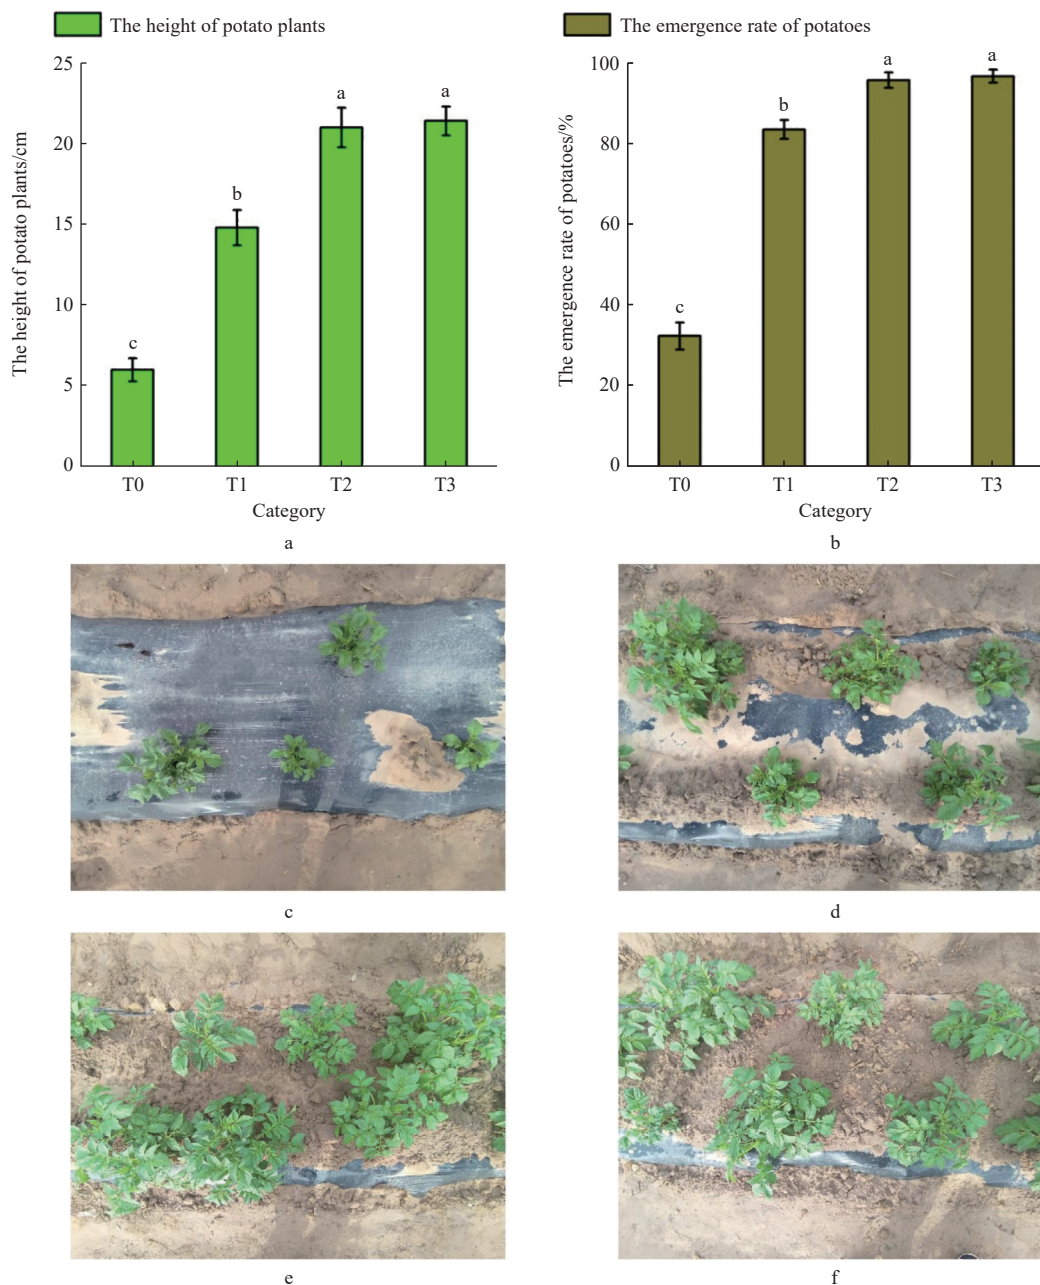 The height of potato plants
25
20
15
10
5
0
The height of potato plants/cm
c
b
a
a
T0 T1 T2 T3
Category
a
The emergence rate of potatoes
100
80
60
40
20
0
The emergence rate of potatoes/%
c
b
a
a
T0 T1 T2 T3
Category
b
c
d
e
f